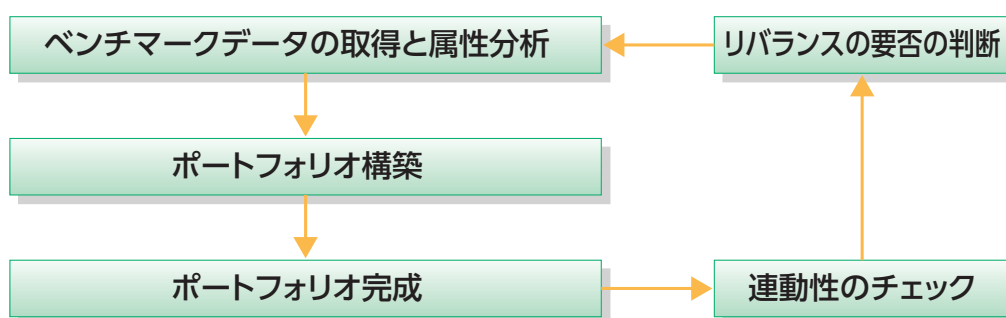 ベンチマークデータの取得と属性分析
リバランスの要否の判断
ポートフォリオ構築
ポートフォリオ完成
連動性のチェック